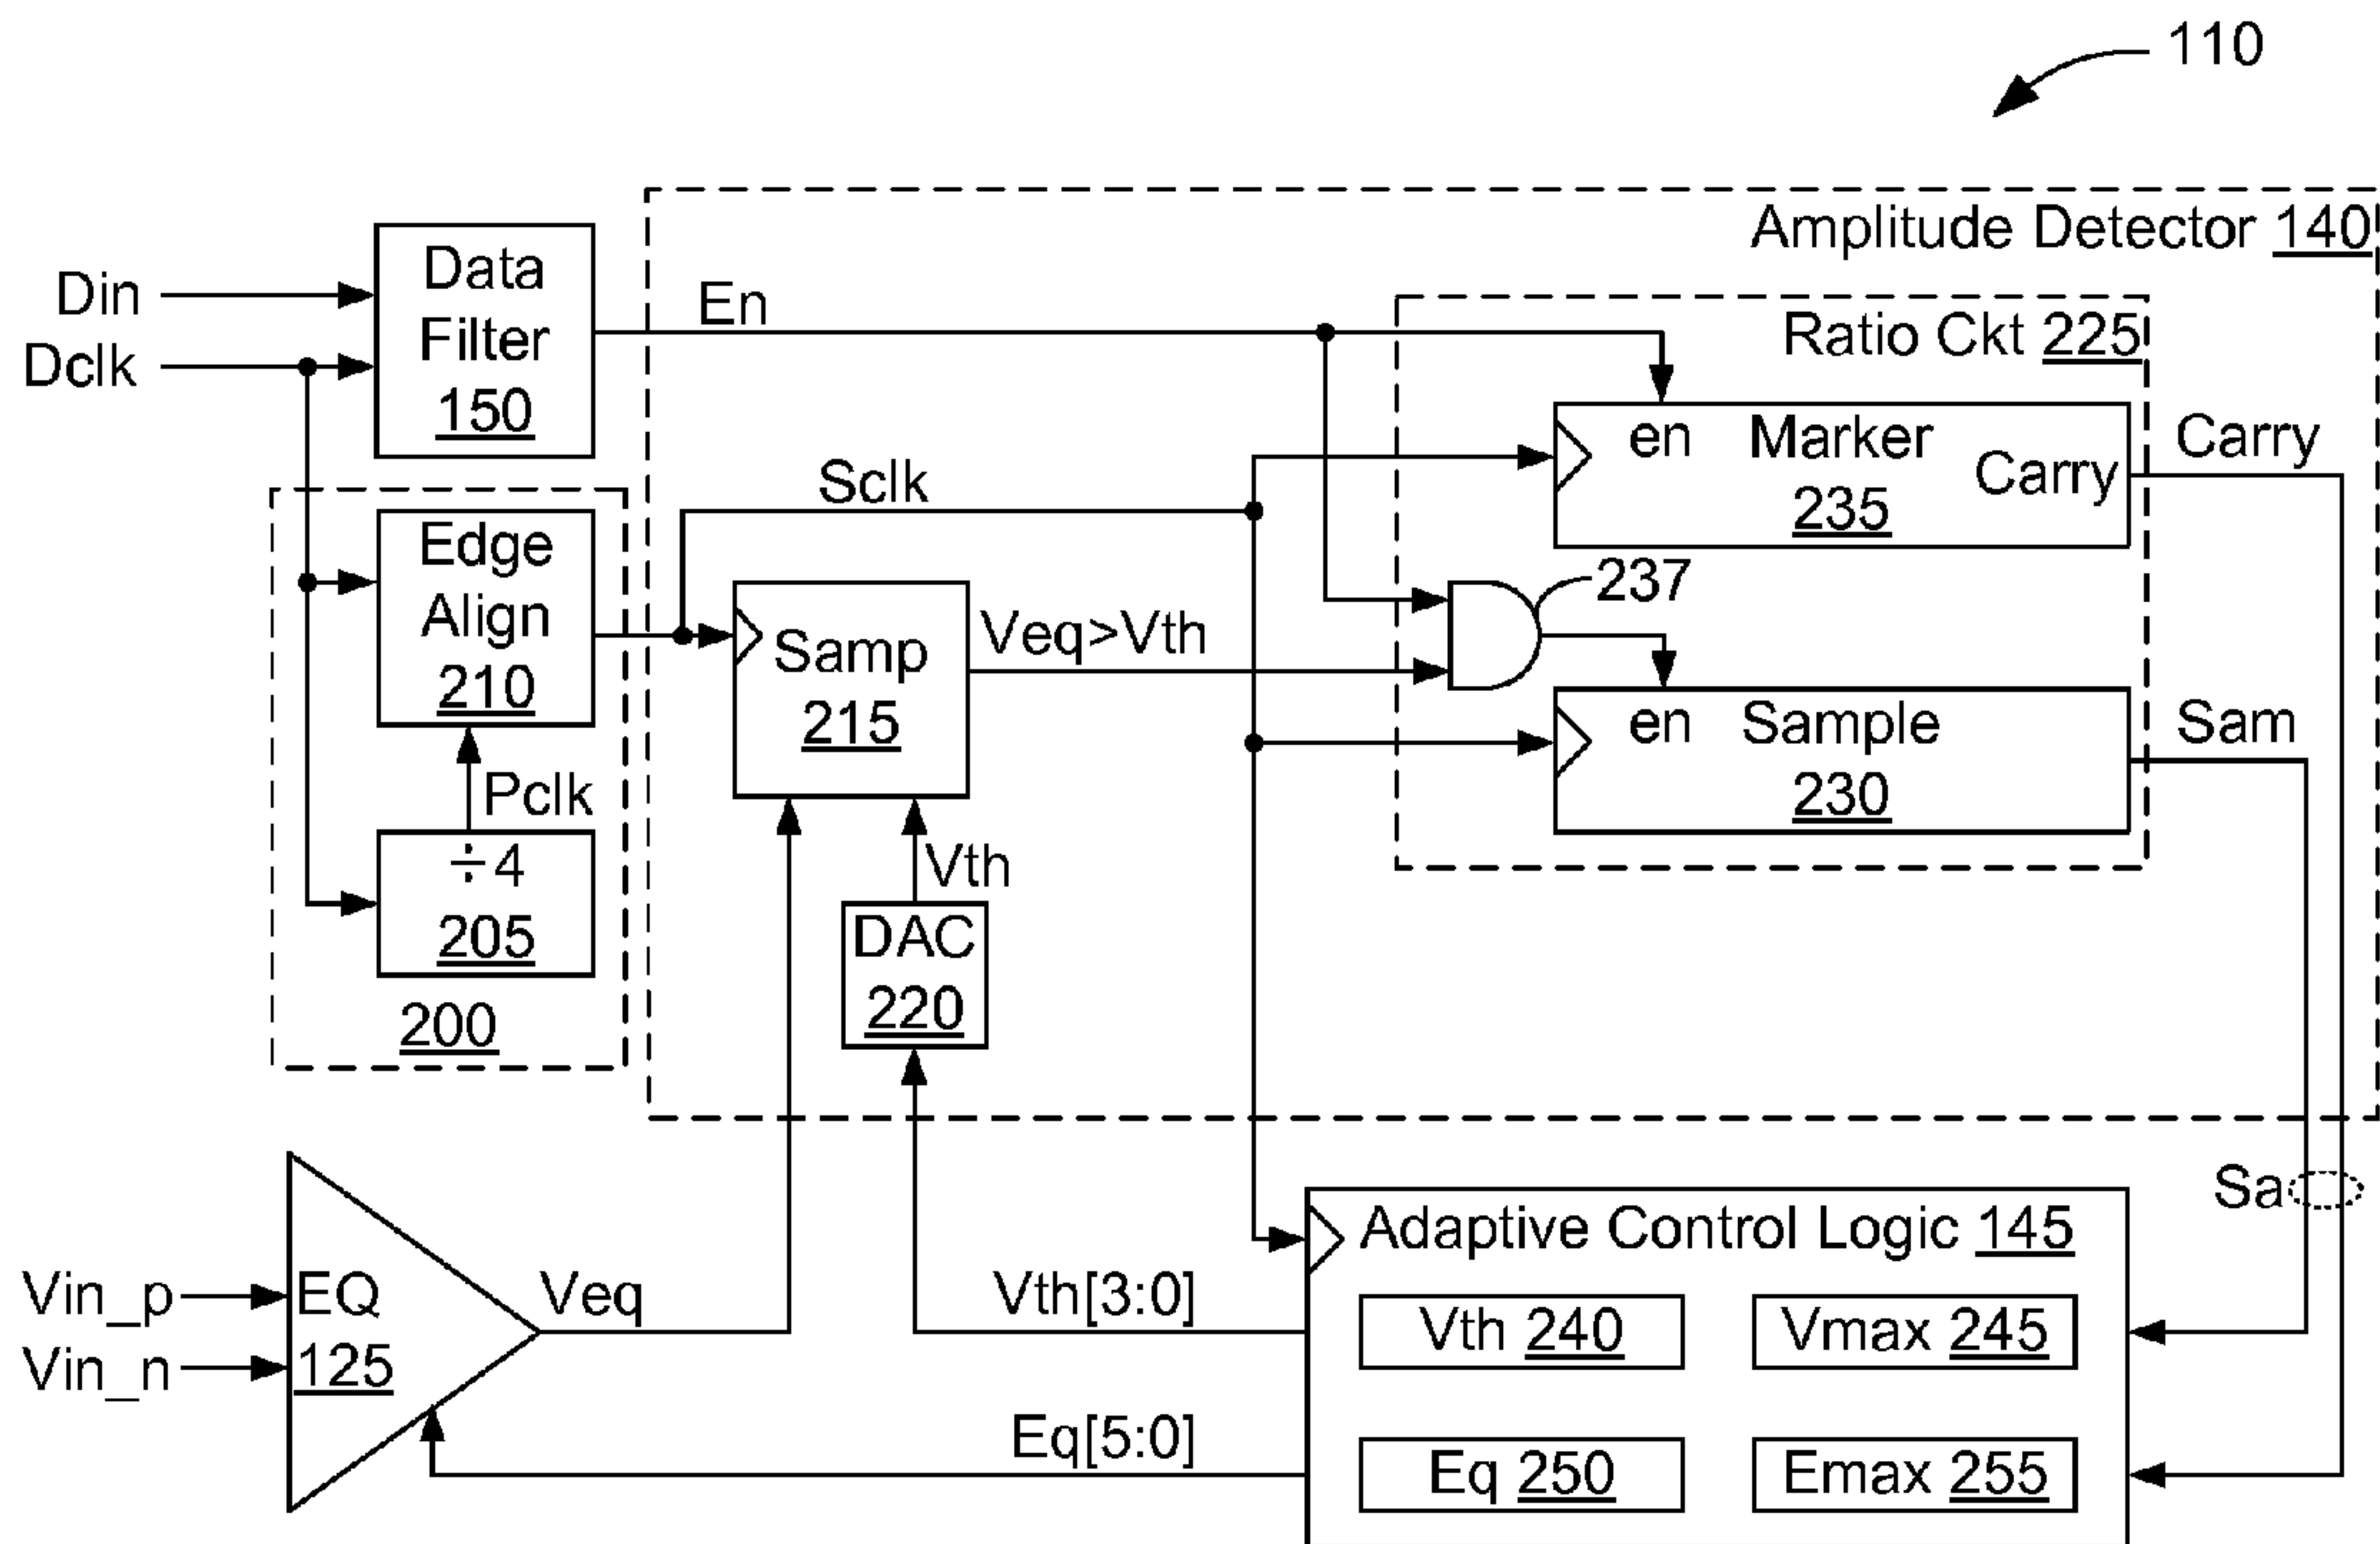 110
Amplitude Detector 140
Din
Dclk
Data
Filter
150
En
Ratio Ckt 225
en Marker
235
Carry
Carry
Sclk
Edge
Align
210
237
Samp
215
Veq>Vth
en Sample
230
Sam
Pclk
÷4
205
200
Vth
DAC
220
Sa
Adaptive Control Logic 145
Vin_p
Vin_n
EQ
125
Veq
Vth[3:0]
Vth 240
Vmax 245
Eq[5:0]
Eq 250
Emax 255